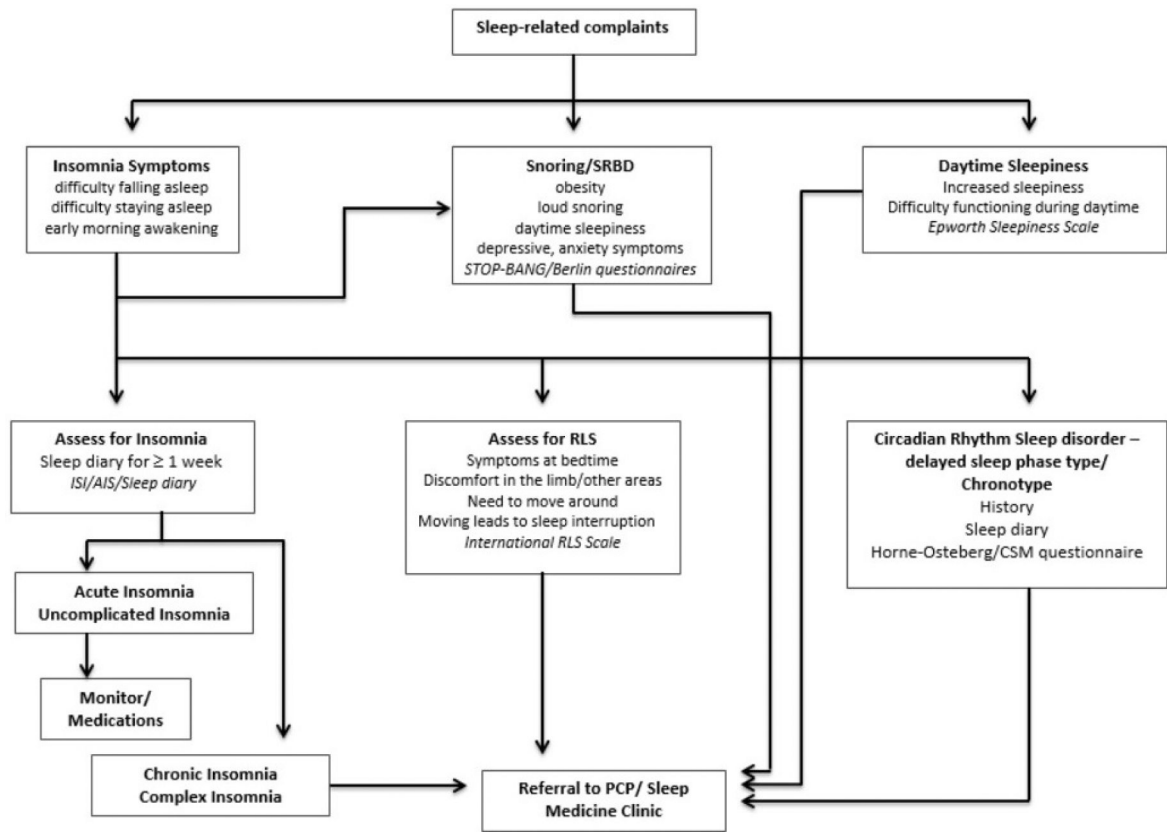 Sleep-related complaints
Insomnia Symptoms
difficulty falling asleep
difficulty staying asleep
early morning awakening
Snoring/SRBD
obesity
loud snoring
daytime sleepiness
depressive, anxiety symptoms
STOP-BANG/Berlin questionnaires
Daytime Sleepiness
Increased sleepiness
Difficulty functioning during daytime
Epworth Sleepiness Scale
Assess for Insomnia
Sleep diary for ≥ 1 week
ISI/AIS/Sleep diary
Assess for RLS
Symptoms at bedtime
Discomfort in the limb/other areas
Need to move around
Moving leads to sleep interruption
International RLS Scale
Circadian Rhythm Sleep disorder –
delayed sleep phase type/
Chronotype
History
Sleep diary
Horne-Osteberg/CSM questionnaire
Acute Insomnia
Uncomplicated Insomnia
Monitor/
Medications
Chronic Insomnia
Complex Insomnia
Referral to PCP/ Sleep
Medicine Clinic